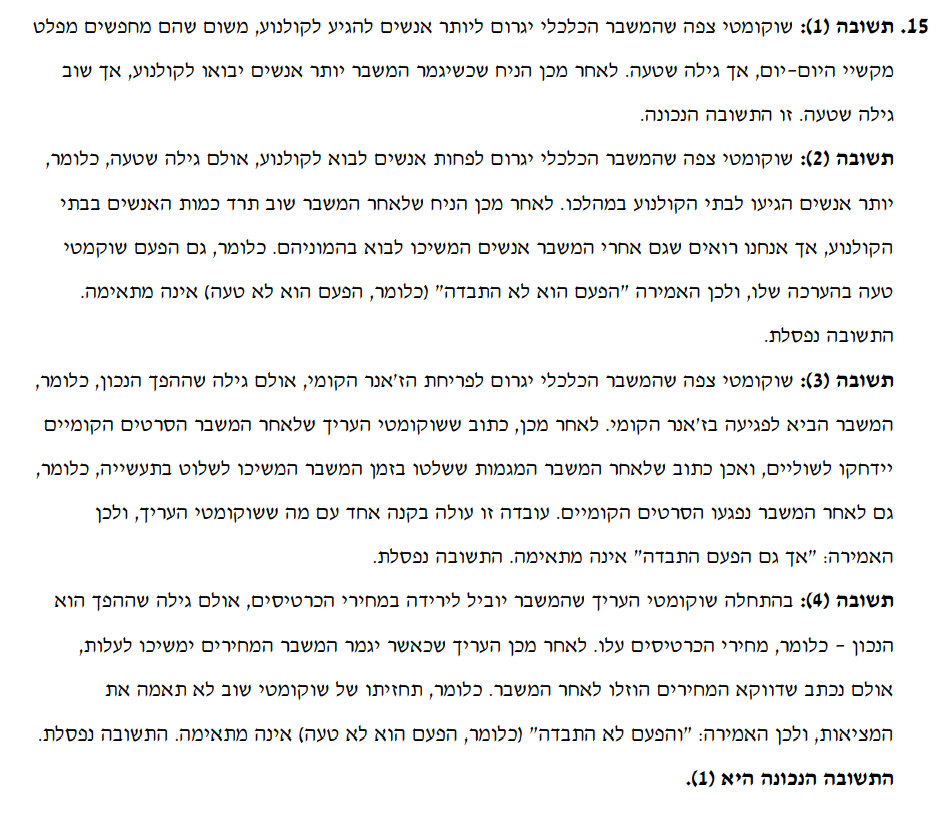 15. תשובה (1): שוקומטי צפה שהמשבר הכלכלי יגרום ליותר אנשים להגיע לקולנוע, משום שהם מחפשים מפלט
מקשיי היום-יום, אך גילה שטעה. לאחר מכן הניח שכשיגמר המשבר יותר אנשים יבואו לקולנוע, אך שוב
גילה שטעה. זו התשובה הנכונה.
תשובה (2): שוקומטי צפה שהמשבר הכלכלי יגרום לפחות אנשים לבוא לקולנוע, אולם גילה שטעה, כלומר,
יותר אנשים הגיעו לבתי הקולנוע במהלכו. לאחר מכן הניח שלאחר המשבר שוב תרד כמות האנשים בבתי
הקולנוע, אך אנחנו רואים שגם אחרי המשבר אנשים המשיכו לבוא בהמוניהם. כלומר, גם הפעם שוקמטי
טעה בהערכה שלו, ולכן האמירה "הפעם הוא לא התבדה" (כלומר, הפעם הוא לא טעה) אינה מתאימה.
התשובה נפסלת.
תשובה (3): שוקומטי צפה שהמשבר הכלכלי יגרום לפריחת הז'אנר הקומי, אולם גילה שההפך הנכון, כלומר,
המשבר הביא לפגיעה בז'אנר הקומי. לאחר מכן, כתוב ששוקומטי העריך שלאחר המשבר הסרטים הקומיים
יידחקו לשוליים, ואכן כתוב שלאחר המשבר המגמות ששלטו בזמן המשבר המשיכו לשלוט בתעשייה, כלומר,
גם לאחר המשבר נפגעו הסרטים הקומיים. עובדה זו עולה בקנה אחד עם מה ששוקומטי העריך, ולכן
האמירה: "אך גם הפעם התבדה" אינה מתאימה. התשובה נפסלת.
תשובה (4): בהתחלה שוקומטי העריך שהמשבר יוביל לירידה במחירי הכרטיסים, אולם גילה שההפך הוא
הנכון - כלומר, מחירי הכרטיסים עלו. לאחר מכן העריך שכאשר יגמר המשבר המחירים ימשיכו לעלות,
אולם נכתב שדווקא המחירים הוזלו לאחר המשבר. כלומר, תחזיתו של שוקומטי שוב לא תאמה את
המציאות, ולכן האמירה: "והפעם לא התבדה" (כלומר, הפעם הוא לא טעה) אינה מתאימה. התשובה נפסלת.
התשובה הנכונה היא (1).